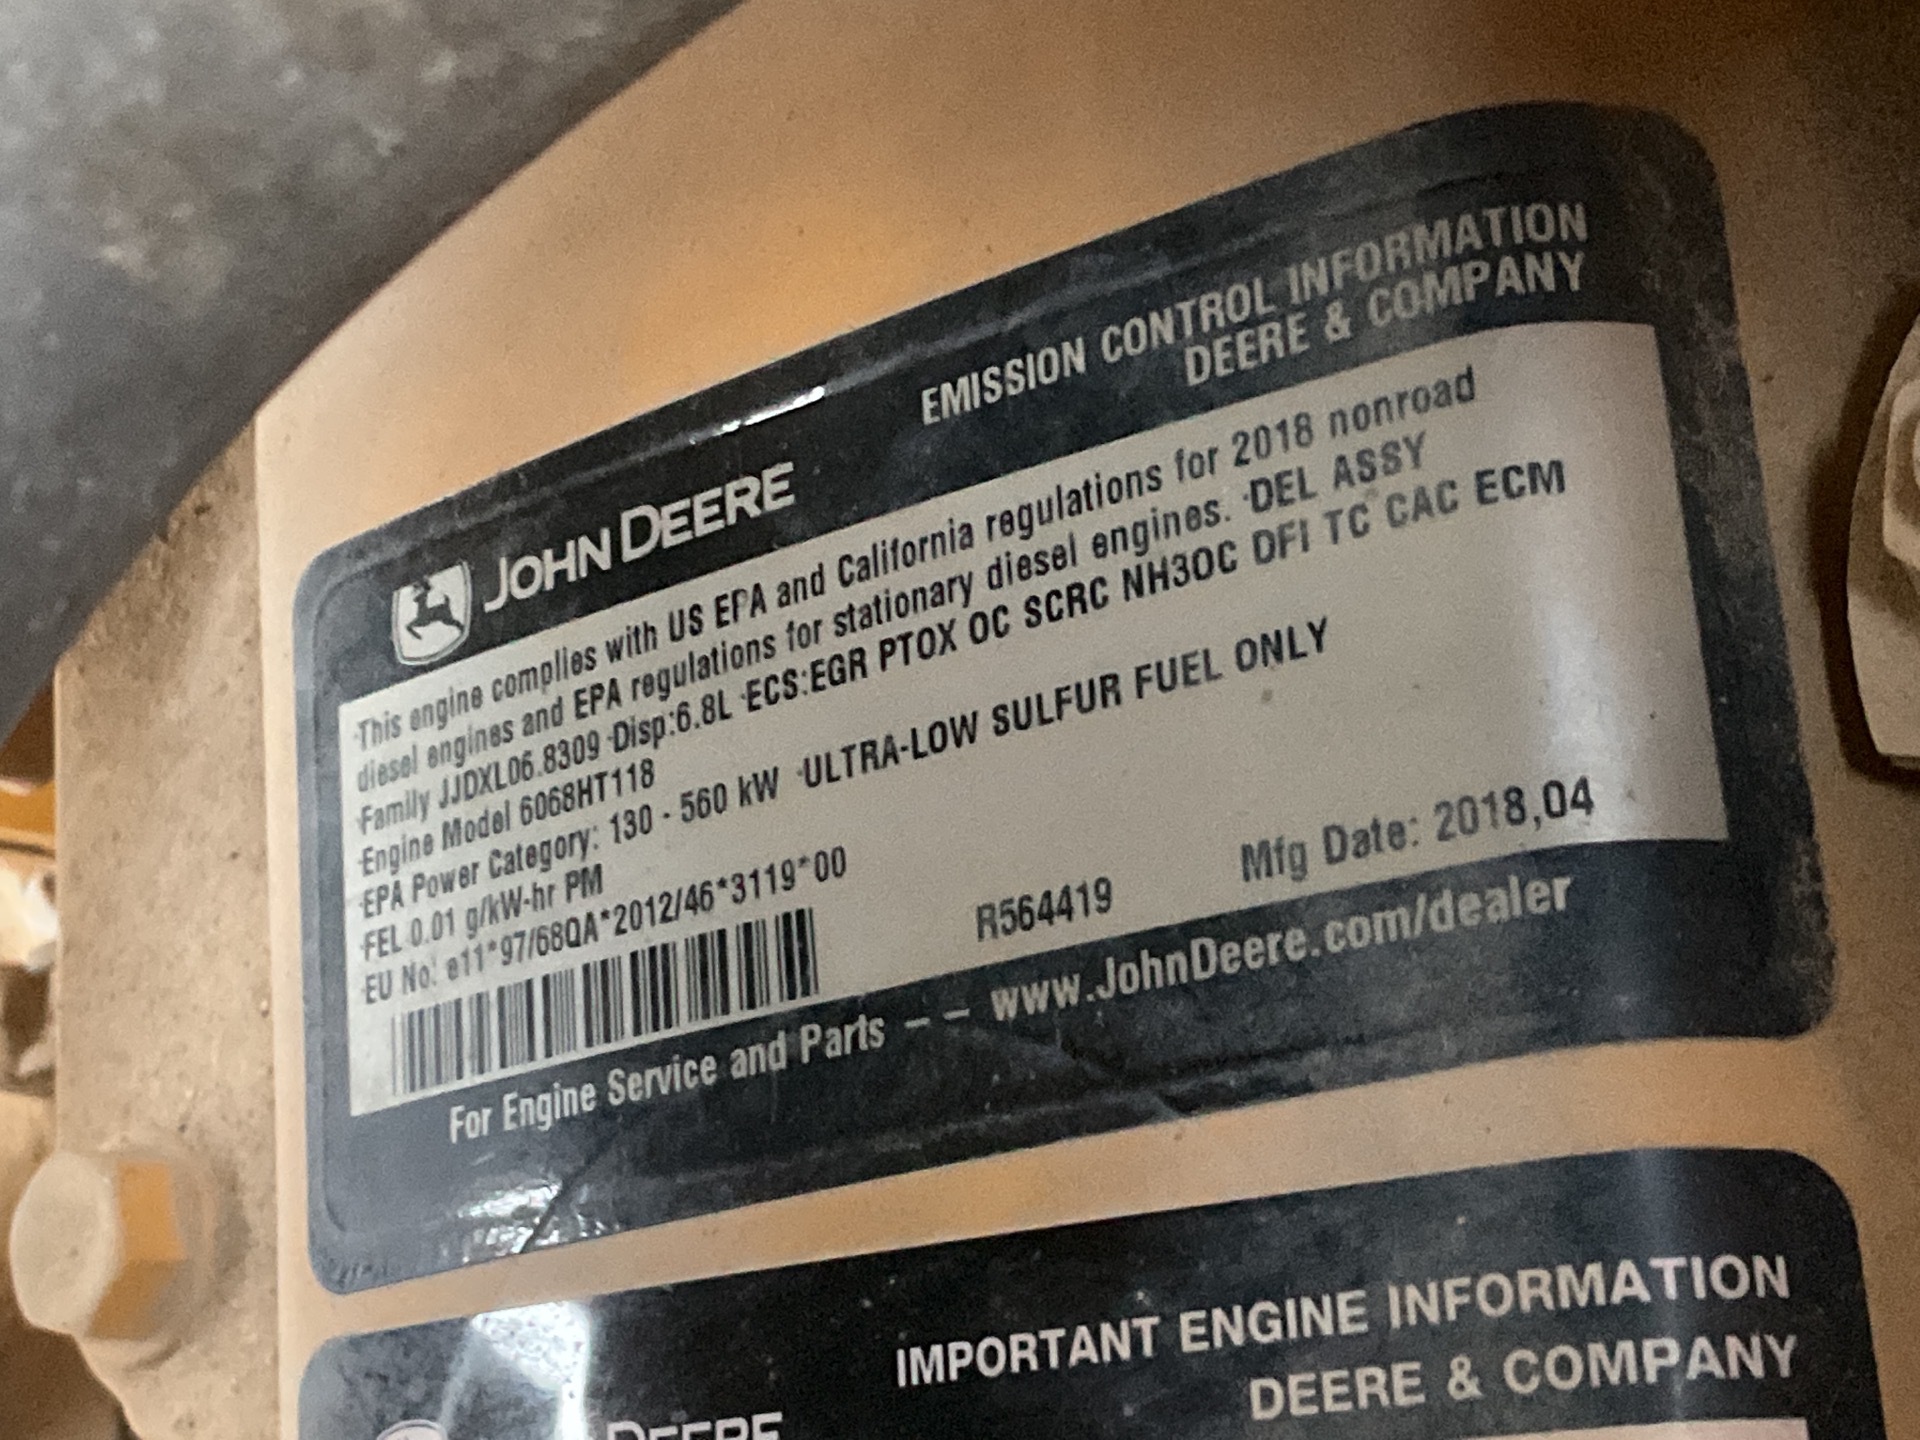 EMISSION CONTROL INFORMATION
DEERE & COMPANY
JOHN DEERE
·This engine complies with US EPA and California regulations for 2018 nonroad
diesel engines and EPA regulations for stationary diesel engines. ·DEL ASSY
·Family JJDXL06.8309 ·Disp:6.8L ·ECS:EGR PTOX OC SCRC NH3OC DFI TC CAC ECM
·Engine Model 6068HT118
·EPA Power Category: 130 - 560 kW ·ULTRA-LOW SULFUR FUEL ONLY
·FEL 0.01 g/kW-hr PM
·EU No: e11*97/68QA*2012/46*3119*00
R564419 Mfg Date: 2018,04
For Engine Service and Parts – – www.JohnDeere.com/dealer
IMPORTANT ENGINE INFORMATION
DEERE & COMPANY
DEERE